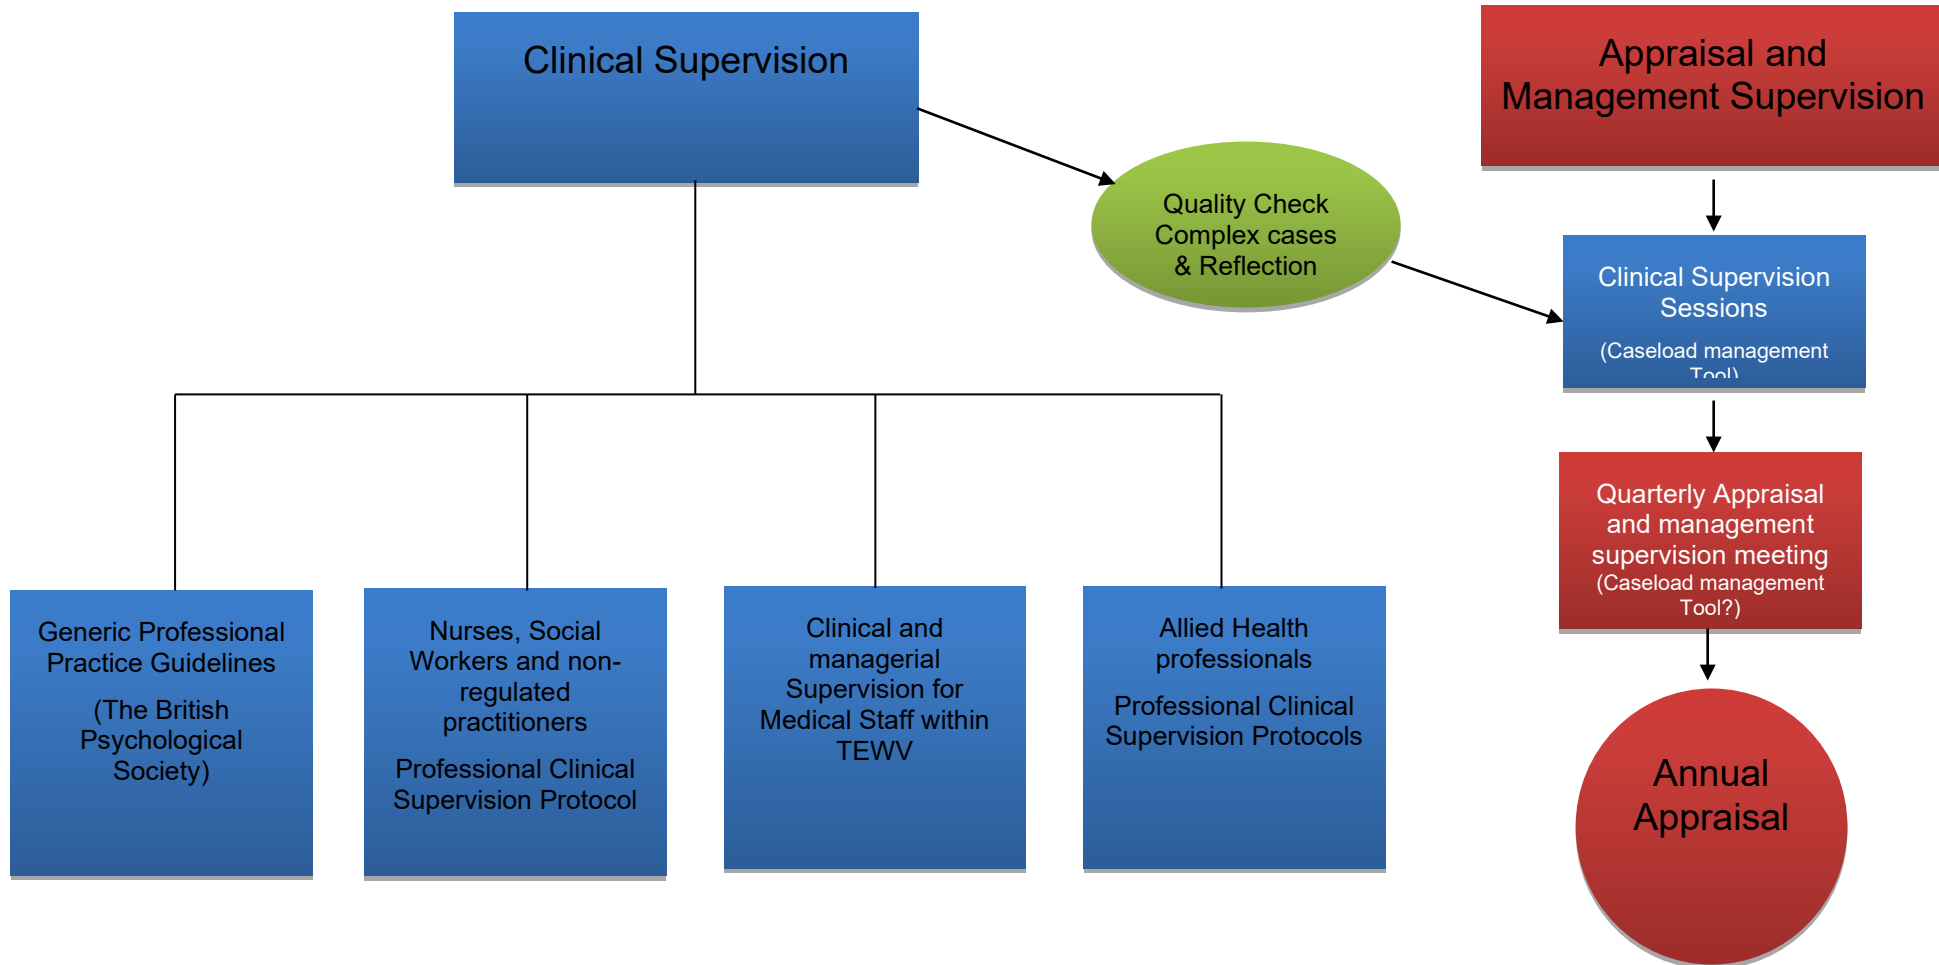 Clinical Supervision
Appraisal and
Management Supervision
Quality Check
Complex cases
& Reflection
Clinical Supervision
Sessions
(Caseload management
Tool)
Quarterly Appraisal
and management
supervision meeting
(Caseload management
Tool?)
Generic Professional
Practice Guidelines
(The British
Psychological
Society)
Nurses, Social
Workers and non-
regulated
practitioners
Professional Clinical
Supervision Protocol
Clinical and
managerial
Supervision for
Medical Staff within
TEWV
Allied Health
professionals
Professional Clinical
Supervision Protocols
Annual
Appraisal